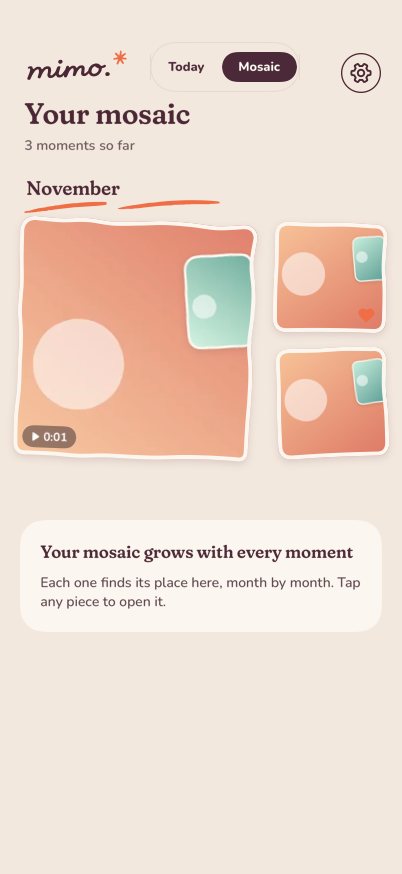 mimo.
Today
Mosaic
Your mosaic
3 moments so far
November
0:01
Your mosaic grows with every moment
Each one finds its place here, month by month. Tap
any piece to open it.